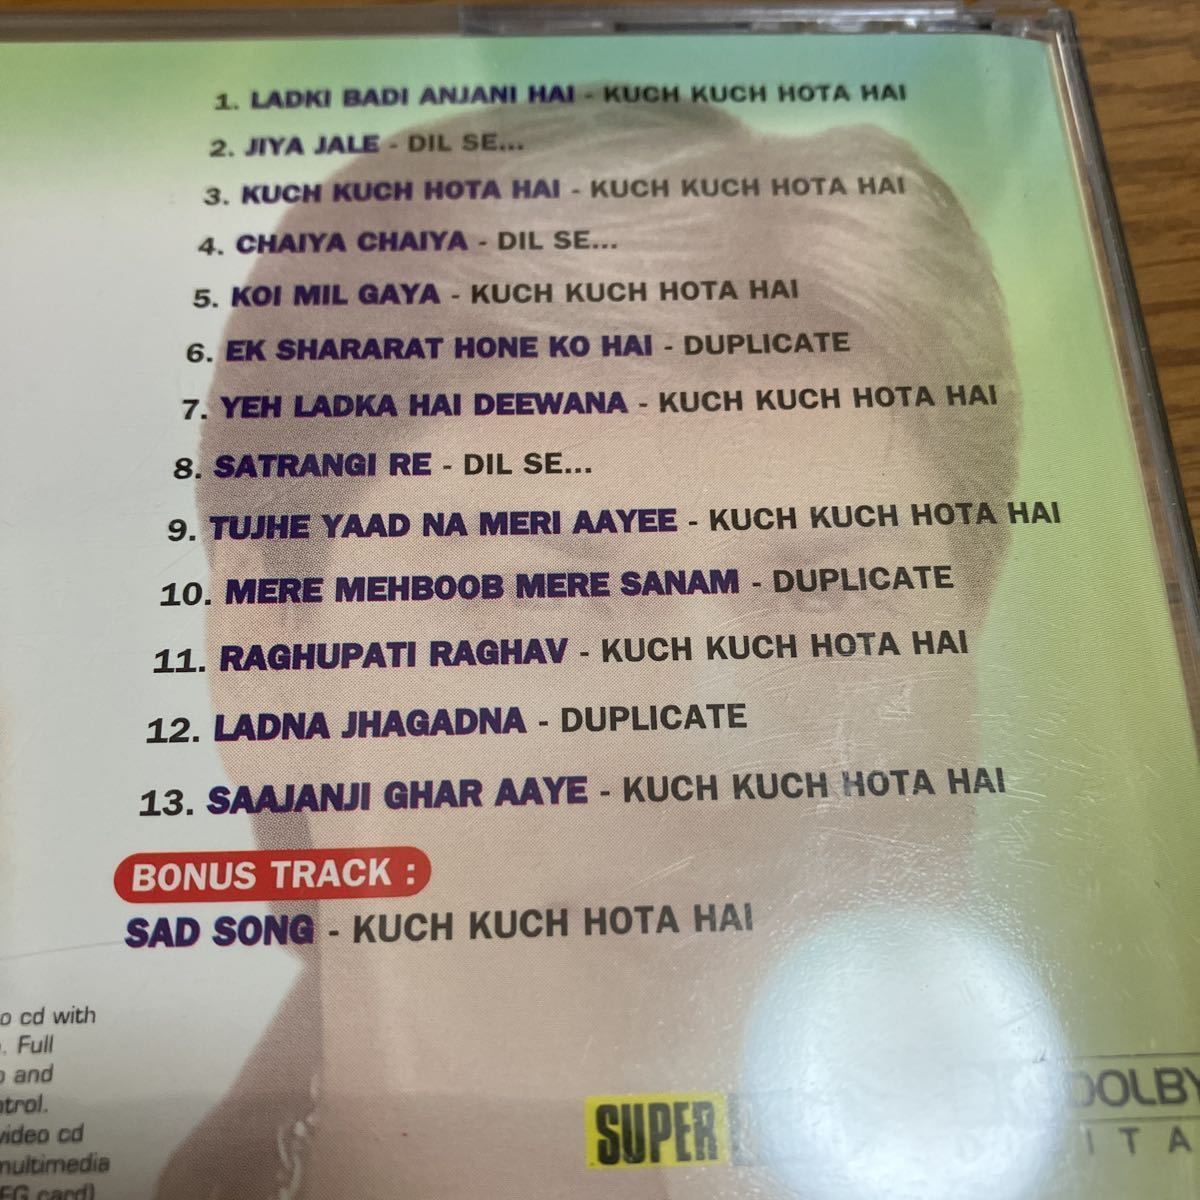 1. LADKI BADI ANJANI HAI - KUCH KUCH HOTA HAI
2. JIYA JALE - DIL SE...
3. KUCH KUCH HOTA HAI - KUCH KUCH HOTA HAI
4. CHAIYA CHAIYA - DIL SE...
5. KOI MIL GAYA - KUCH KUCH HOTA HAI
6. EK SHARARAT HONE KO HAI - DUPLICATE
7. YEH LADKA HAI DEEWANA - KUCH KUCH HOTA HAI
8. SATRANGI RE - DIL SE...
9. TUJHE YAAD NA MERI AAYEE - KUCH KUCH HOTA HAI
10. MERE MEHBOOB MERE SANAM - DUPLICATE
11. RAGHUPATI RAGHAV - KUCH KUCH HOTA HAI
12. LADNA JHAGADNA - DUPLICATE
13. SAAJANJI GHAR AAYE - KUCH KUCH HOTA HAI
BONUS TRACK :
SAD SONG - KUCH KUCH HOTA HAI
cd with
Full
and
video cd
multimedia
card)
SUPER
DOLBY